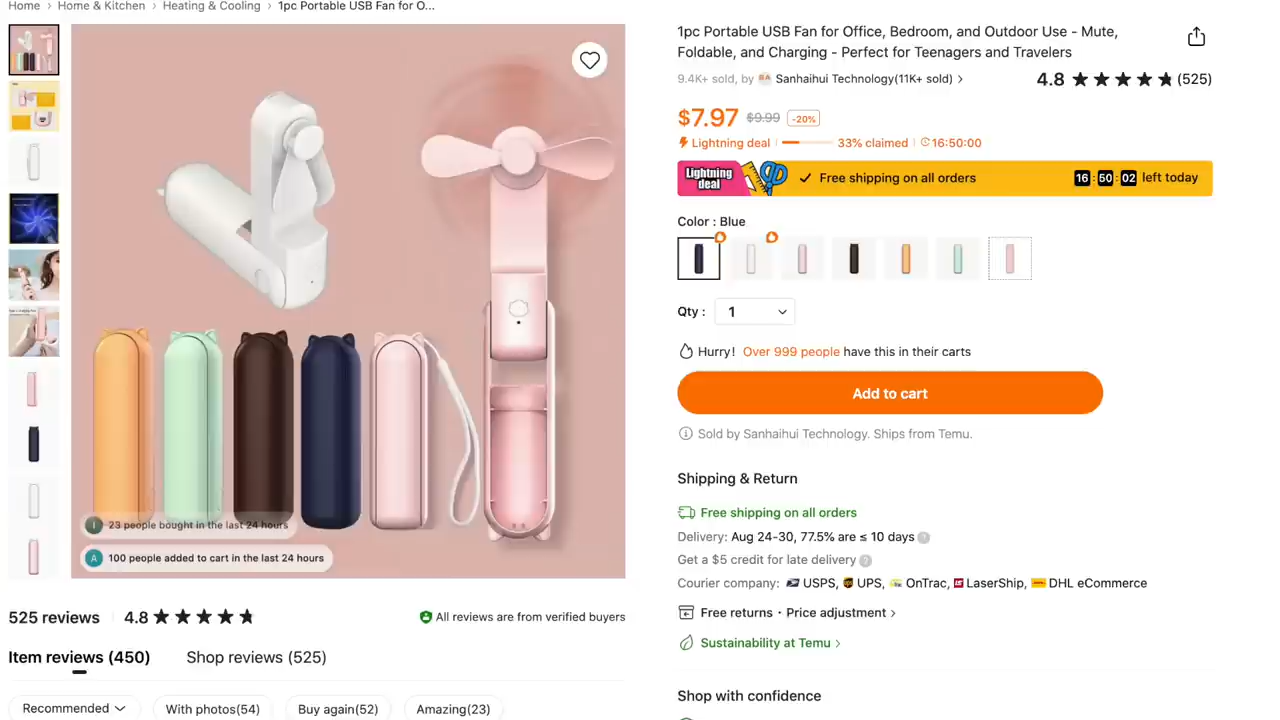 Home › Home & Kitchen › Heating & Cooling › 1pc Portable USB Fan for O...
23 people bought in the last 24 hours
A 100 people added to cart in the last 24 hours
525 reviews
4.8
All reviews are from verified buyers
Item reviews (450)
Shop reviews (525)
Recommended
With photos(54)
Buy again(52)
Amazing(23)
1pc Portable USB Fan for Office, Bedroom, and Outdoor Use - Mute,
Foldable, and Charging - Perfect for Teenagers and Travelers
9.4K+ sold, by Sanhaihui Technology(11K+ sold) ›
4.8 (525)
$7.97 $9.99 -20%
Lightning deal 33% claimed 16:50:00
Lightning
deal
Free shipping on all orders
16 : 50 : 02 left today
Color : Blue
Qty : 1
Hurry! Over 999 people have this in their carts
Add to cart
Sold by Sanhaihui Technology. Ships from Temu.
Shipping & Return
Free shipping on all orders
Delivery: Aug 24-30, 77.5% are ≤ 10 days
Get a $5 credit for late delivery
Courier company: USPS, UPS, OnTrac, LaserShip, DHL eCommerce
Free returns · Price adjustment ›
Sustainability at Temu ›
Shop with confidence